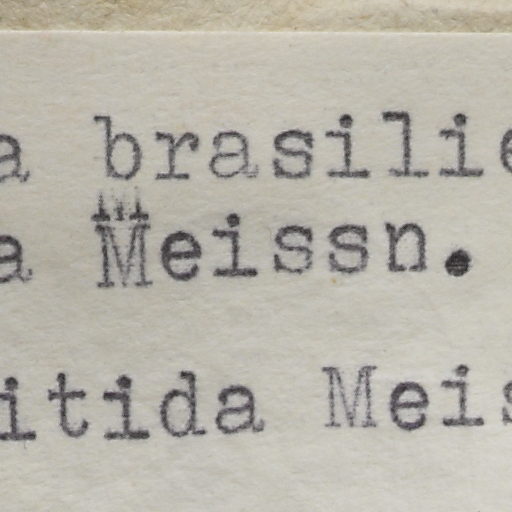 a brasilie
a Meissn.
itida Meis